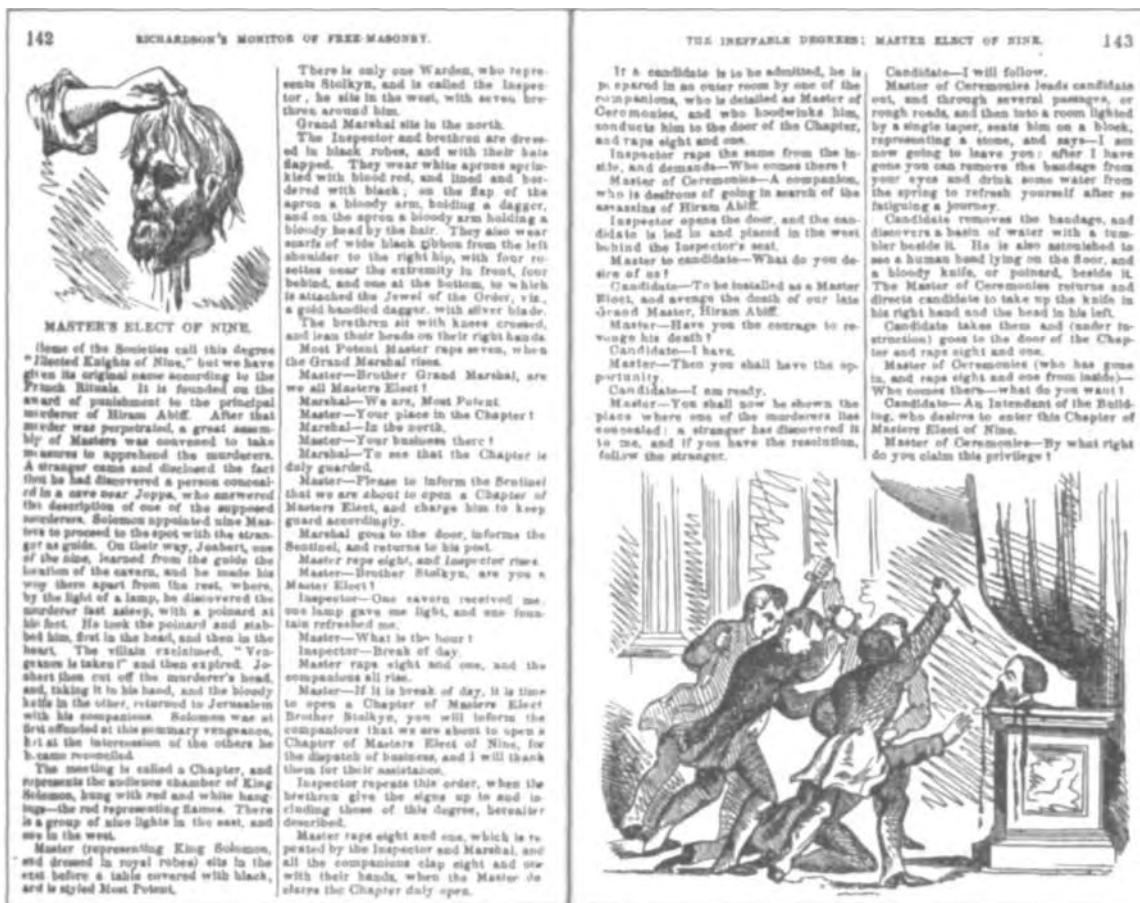 142
RICHARDSON'S MONITOR OF FREE-MASONRY.
MASTER'S ELECT OF NINE.
Some of the Societies call this degree
"Elected Knights of Nine," but we have
given its original name according to the
French Rituals. It is founded on the
award of punishment to the principal
murderer of Hiram Abiff. After that
murder was perpetrated, a great assem-
bly of Masters was convened to take
measures to apprehend the murderers.
A stranger came and disclosed the fact
that he had discovered a person conceal-
ed in a cave near Joppa, who answered
the description of one of the supposed
murderers. Solomon appointed nine Mas-
ters to proceed to the spot with the stran-
ger as guide. On their way, Joabert, one
of the nine, learned from the guide the
location of the cavern, and he made his
way there apart from the rest, where,
by the light of a lamp, he discovered the
murderer fast asleep, with a poinard at
his feet. He took the poinard and stab-
bed him, first in the head, and then in the
heart. The villain exclaimed, "Ven-
geance is taken!" and then expired. Jo-
abert then cut off the murderer's head,
and, taking it in his hand, and the bloody
knife in the other, returned to Jerusalem
with his companions. Solomon was at
first offended at this summary vengeance,
but at the intercession of the others he
became reconciled.
The meeting is called a Chapter, and
represents the audience chamber of King
Solomon, hung with red and white hang-
ings—the red representing flames. There
is a group of nine lights in the east, and
one in the west.
Master (representing King Solomon,
and dressed in royal robes) sits in the
east before a table covered with black,
and is styled Most Potent.
There is only one Warden, who repre-
sents Stolkyn, and is called the Inspec-
tor, he sits in the west, with seven bre-
thren around him.
Grand Marshal sits in the north.
The Inspector and brethren are dress-
ed in black robes, and with their hats
flapped. They wear white aprons sprin-
kled with blood red, and lined and bor-
dered with black; on the flap of the
apron a bloody arm, holding a dagger,
and on the apron a bloody arm holding a
bloody head by the hair. They also wear
scarfs of wide black ribbon from the left
shoulder to the right hip, with four ro-
settes near the extremity in front, four
behind, and one at the bottom, to which
is attached the Jewel of the Order, viz.,
a gold handled dagger, with silver blade.
The brethren sit with knees crossed,
and lean their heads on their right hands.
Most Potent Master raps seven, when
the Grand Marshal rises.
Master—Brother Grand Marshal, are
we all Masters Elect?
Marshal—We are, Most Potent.
Master—Your place in the Chapter?
Marshal—In the north.
Master—Your business there?
Marshal—To see that the Chapter is
duly guarded.
Master—Please to inform the Sentinel
that we are about to open a Chapter of
Masters Elect, and charge him to keep
guard accordingly.
Marshal goes to the door, informs the
Sentinel, and returns to his post.
Master raps eight, and Inspector rises.
Master—Brother Stolkyn, are you a
Master Elect?
Inspector—One cavern received me,
one lamp gave me light, and one foun-
tain refreshed me.
Master—What is the hour?
Inspector—Break of day.
Master raps eight and one, and the
companions all rise.
Master—If it is break of day, it is time
to open a Chapter of Masters Elect.
Brother Stolkyn, you will inform the
companions that we are about to open a
Chapter of Masters Elect of Nine, for
the dispatch of business, and I will thank
them for their assistance.
Inspector repeats this order, when the
brethren give the signs up to and in-
cluding those of this degree, hereafter
described.
Master raps eight and one, which is re-
peated by the Inspector and Marshal, and
all the companions clap eight and one
with their hands, when the Master de-
clares the Chapter duly open.
THE INEFFABLE DEGREES; MASTER ELECT OF NINE.
143
If a candidate is to be admitted, he is
prepared in an outer room by one of the
companions, who is detailed as Master of
Ceremonies, and who hoodwinks him,
conducts him to the door of the Chapter,
and raps eight and one.
Inspector raps the same from the in-
side, and demands—Who comes there?
Master of Ceremonies—A companion,
who is desirous of going in search of the
assassins of Hiram Abiff.
Inspector opens the door, and the can-
didate is led in and placed in the west
behind the Inspector's seat.
Master to candidate—What do you de-
sire of us?
Candidate—To be installed as a Master
Elect, and avenge the death of our late
Grand Master, Hiram Abiff.
Master—Have you the courage to re-
venge his death?
Candidate—I have.
Master—Then you shall have the op-
portunity.
Candidate—I am ready.
Master—You shall now be shown the
place where one of the murderers lies
concealed: a stranger has discovered it
to me, and if you have the resolution,
follow the stranger.
Candidate—I will follow.
Master of Ceremonies leads candidate
out, and through several passages, or
rough roads, and then into a room lighted
by a single taper, seats him on a block,
representing a stone, and says—I am
now going to leave you: after I have
gone you can remove the bandage from
your eyes and drink some water from
the spring to refresh yourself after so
fatiguing a journey.
Candidate removes the bandage, and
discovers a basin of water with a tum-
bler beside it. He is also astonished to
see a human head lying on the floor, and
a bloody knife, or poinard, beside it.
The Master of Ceremonies returns and
directs candidate to take up the knife in
his right hand and the head in his left.
Candidate takes them and (under in-
struction) goes to the door of the Chap-
ter and raps eight and one.
Master of Ceremonies (who has gone
in, and raps eight and one from inside)—
Who comes there—what do you want?
Candidate—An Intendent of the Build-
ing, who desires to enter this Chapter of
Masters Elect of Nine.
Master of Ceremonies—By what right
do you claim this privilege?